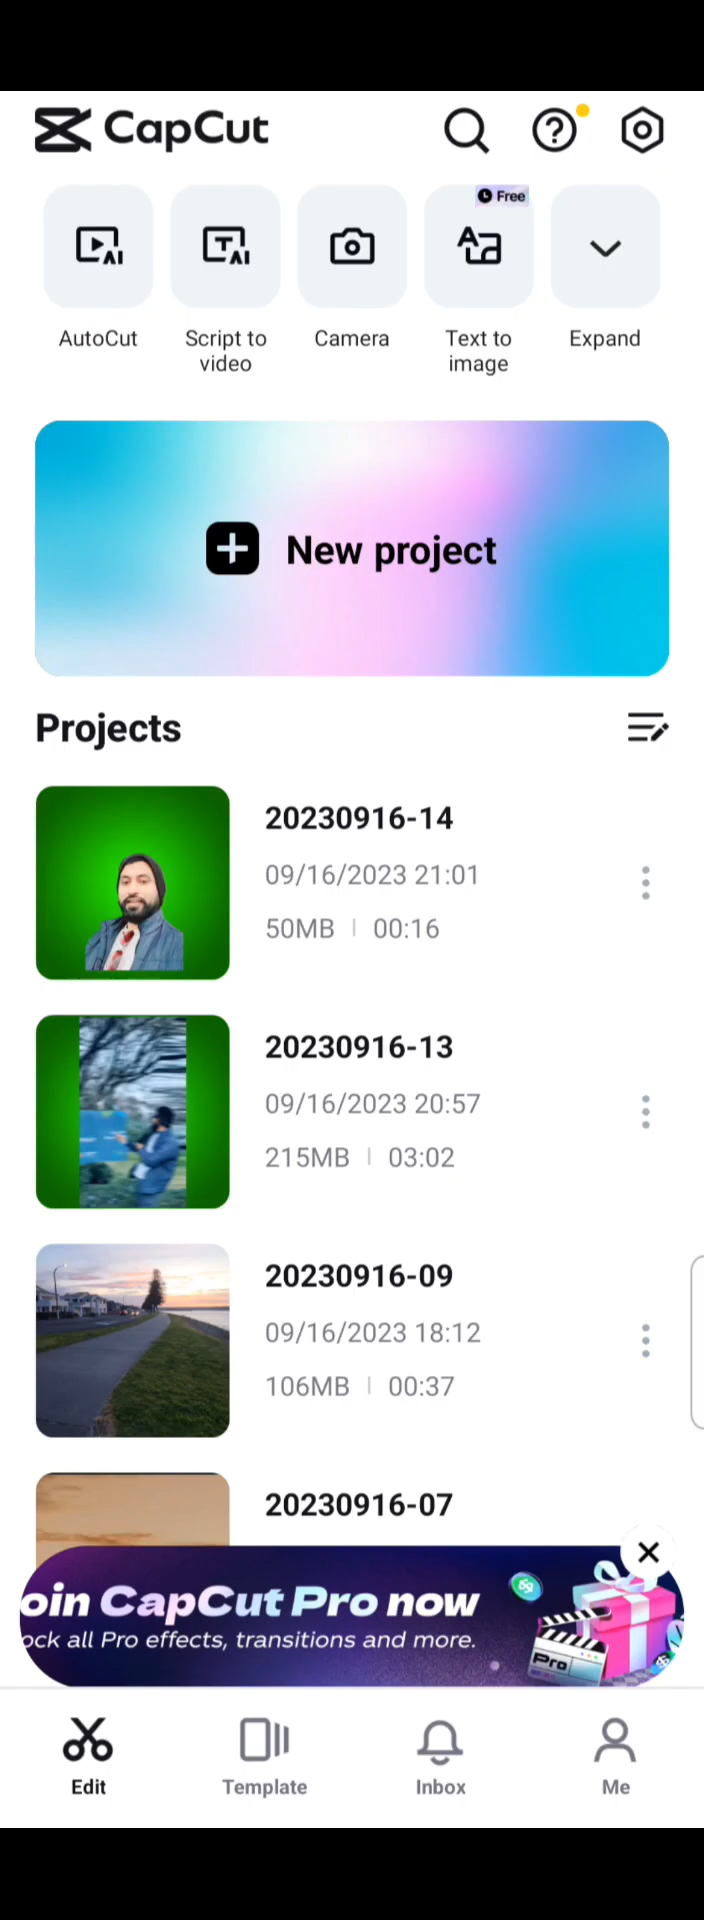 CapCut
Free
AutoCut
Script to
video
Camera
Text to
image
Expand
New project
Projects
20230916-14
09/16/2023 21:01
50MB | 00:16
20230916-13
09/16/2023 20:57
215MB | 03:02
20230916-09
09/16/2023 18:12
106MB | 00:37
20230916-07
oin CapCut Pro now
ock all Pro effects, transitions and more.
Pro
Edit
Template
Inbox
Me